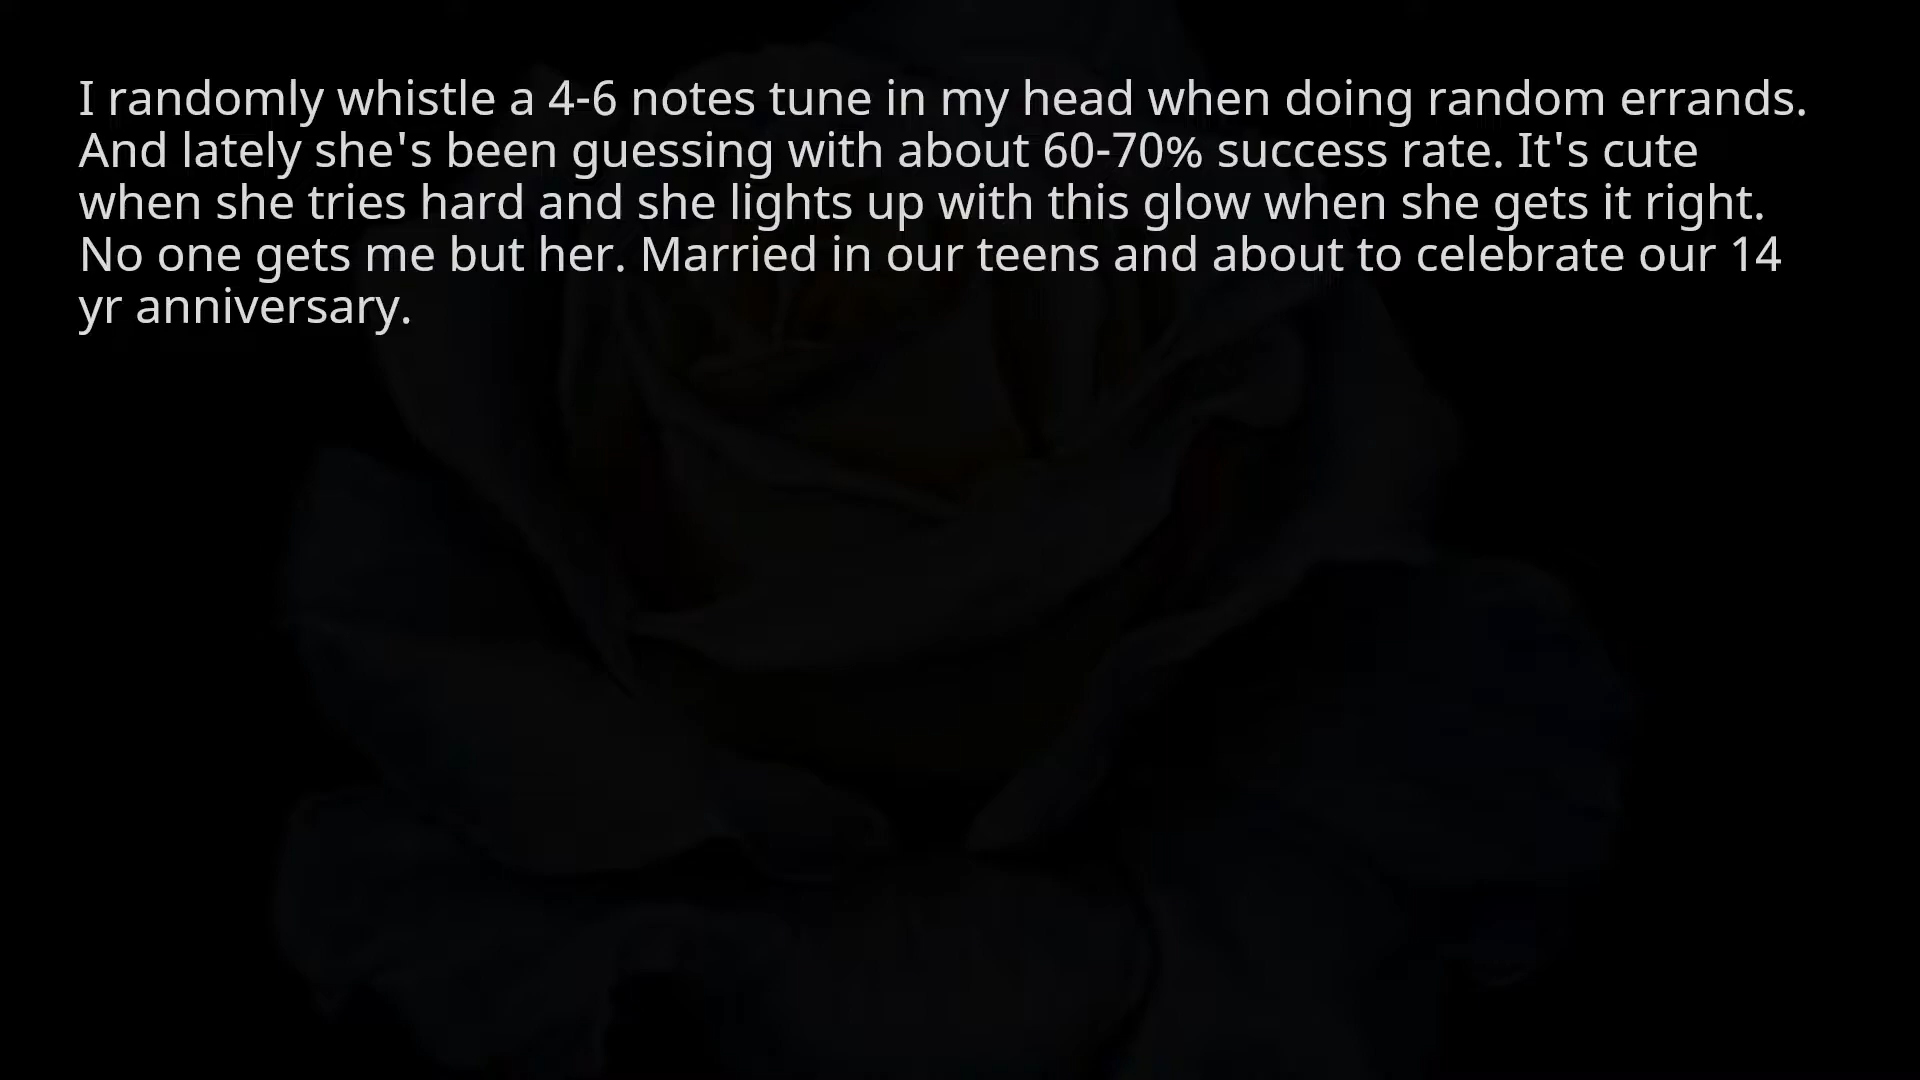 I randomly whistle a 4-6 notes tune in my head when doing random errands.
And lately she's been guessing with about 60-70% success rate. It's cute
when she tries hard and she lights up with this glow when she gets it right.
No one gets me but her. Married in our teens and about to celebrate our 14
yr anniversary.